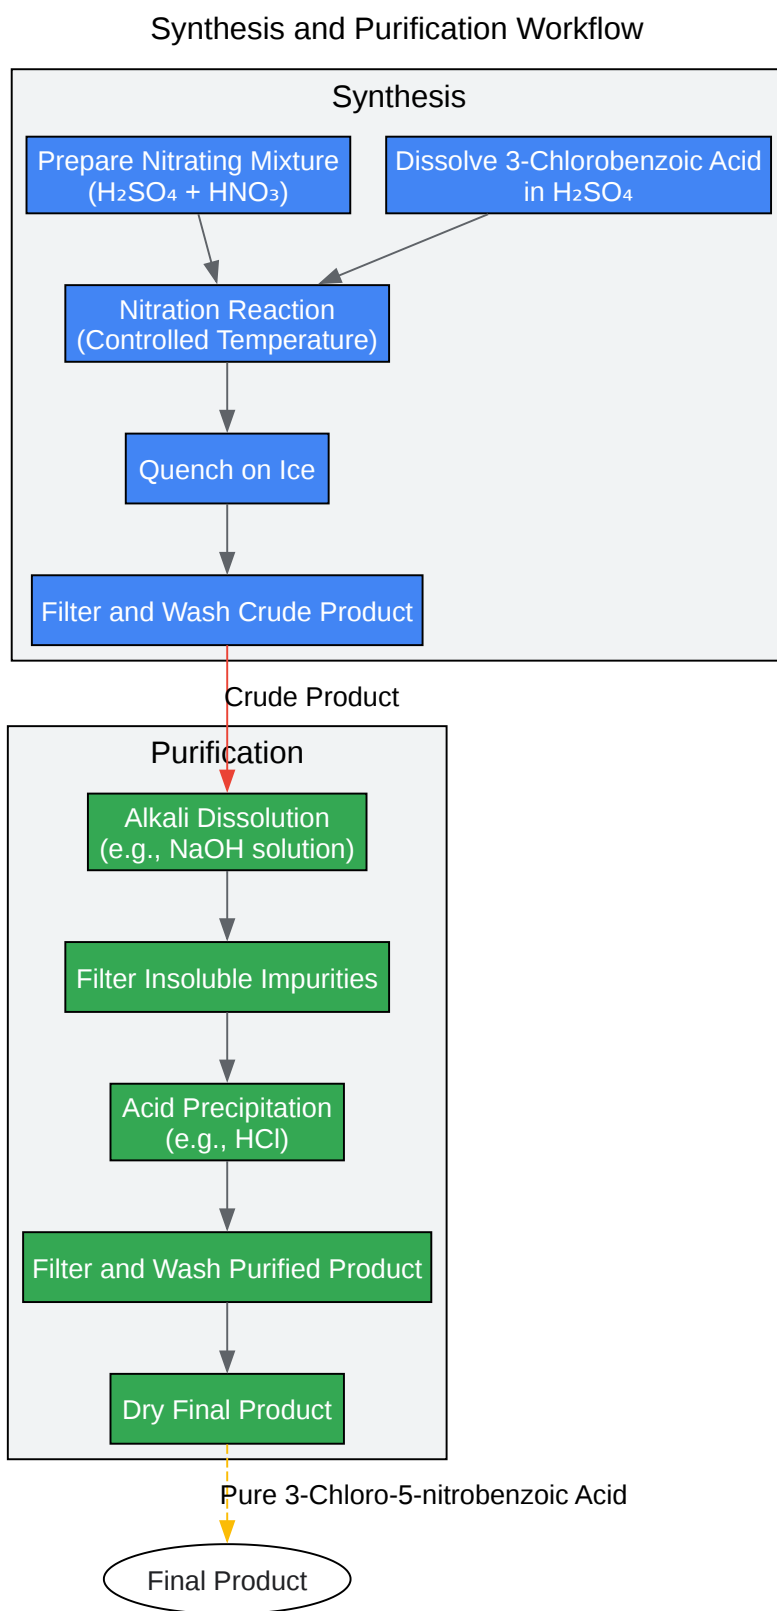 Synthesis and Purification Workflow
Synthesis
Prepare Nitrating Mixture
(H₂SO₄ + HNO₃)
Dissolve 3-Chlorobenzoic Acid
in H₂SO₄
Nitration Reaction
(Controlled Temperature)
Quench on Ice
Filter and Wash Crude Product
Crude Product
Purification
Alkali Dissolution
(e.g., NaOH solution)
Filter Insoluble Impurities
Acid Precipitation
(e.g., HCl)
Filter and Wash Purified Product
Dry Final Product
Pure 3-Chloro-5-nitrobenzoic Acid
Final Product